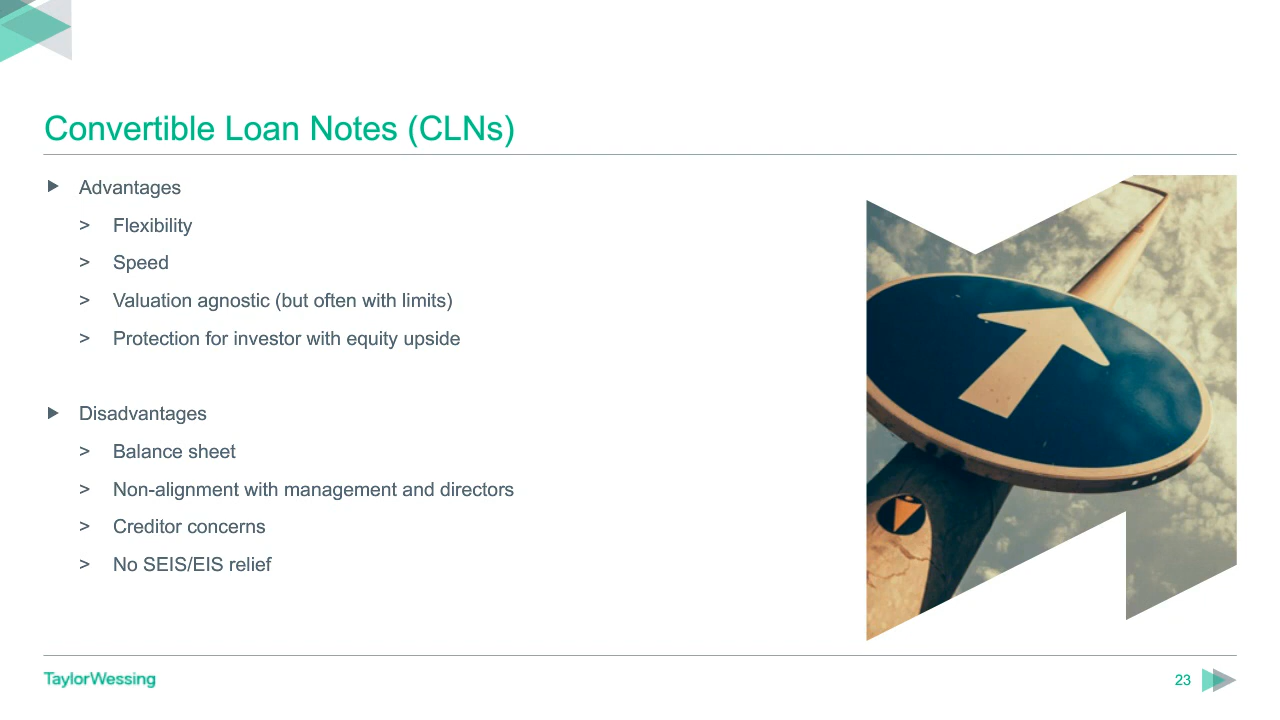 Convertible Loan Notes (CLNs)
Advantages
> Flexibility
> Speed
> Valuation agnostic (but often with limits)
> Protection for investor with equity upside
Disadvantages
> Balance sheet
> Non-alignment with management and directors
> Creditor concerns
> No SEIS/EIS relief
TaylorWessing
23